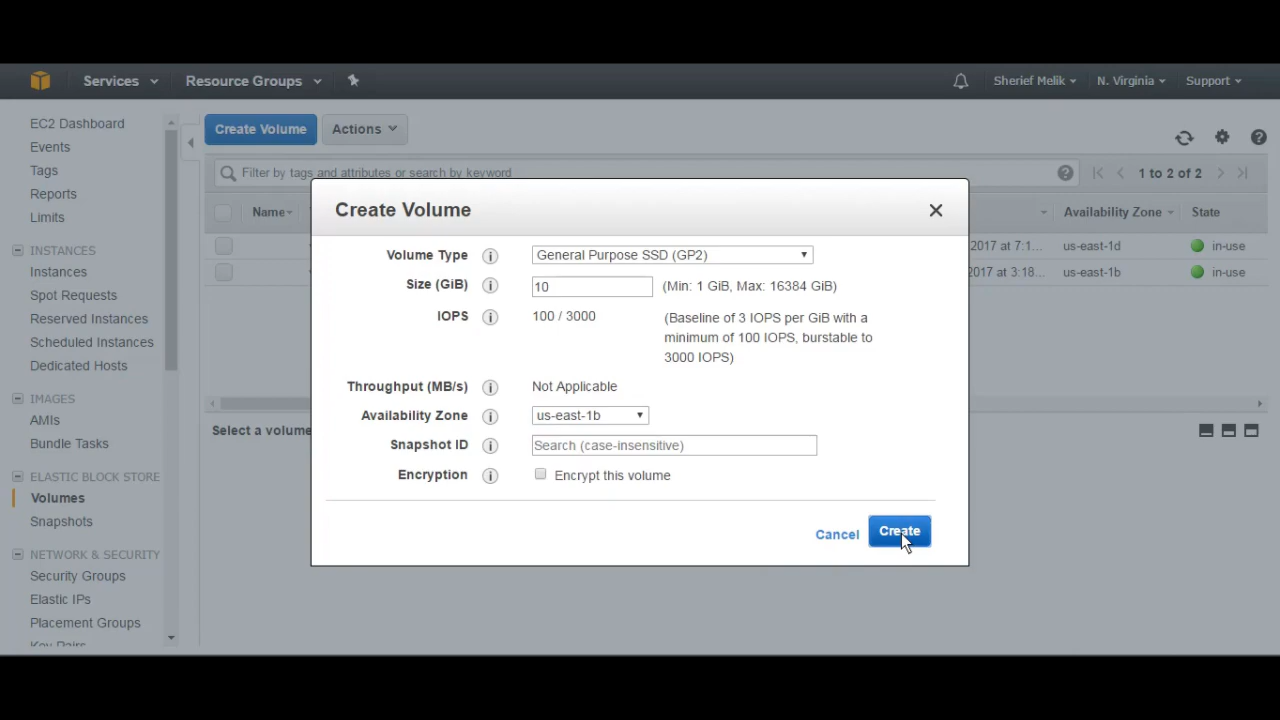 Services Resource Groups Sherief Melik N. Virginia Support
EC2 Dashboard
Events
Tags
Reports
Limits
INSTANCES
Instances
Spot Requests
Reserved Instances
Scheduled Instances
Dedicated Hosts
IMAGES
AMIs
Bundle Tasks
ELASTIC BLOCK STORE
Volumes
Snapshots
NETWORK & SECURITY
Security Groups
Elastic IPs
Placement Groups
Key Pairs
Create Volume Actions
Filter by tags and attributes or search by keyword 1 to 2 of 2
Name Availability Zone State
2017 at 7:1... us-east-1d in-use
2017 at 3:18... us-east-1b in-use
Select a volume
Create Volume
Volume Type i General Purpose SSD (GP2)
Size (GiB) i 10 (Min: 1 GiB, Max: 16384 GiB)
IOPS i 100 / 3000 (Baseline of 3 IOPS per GiB with a
minimum of 100 IOPS, burstable to
3000 IOPS)
Throughput (MB/s) i Not Applicable
Availability Zone i us-east-1b
Snapshot ID i Search (case-insensitive)
Encryption i Encrypt this volume
Cancel Create